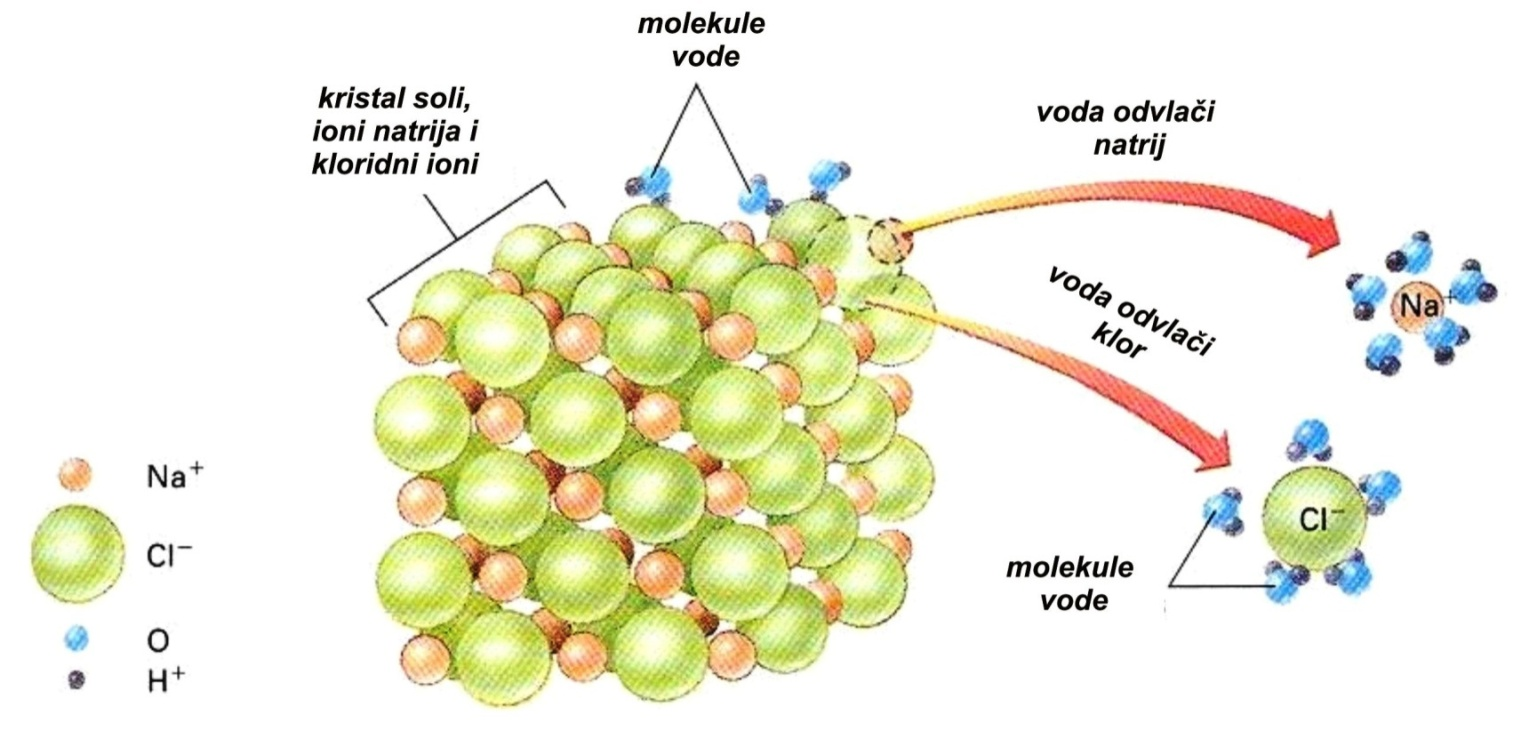 molekule
vode
kristal soli,
ioni natrija i
kloridni ioni
voda odvlači
natrij
voda odvlači
klor
Na⁺
Na⁺
Cl⁻
Cl⁻
O
H⁺
molekule
vode